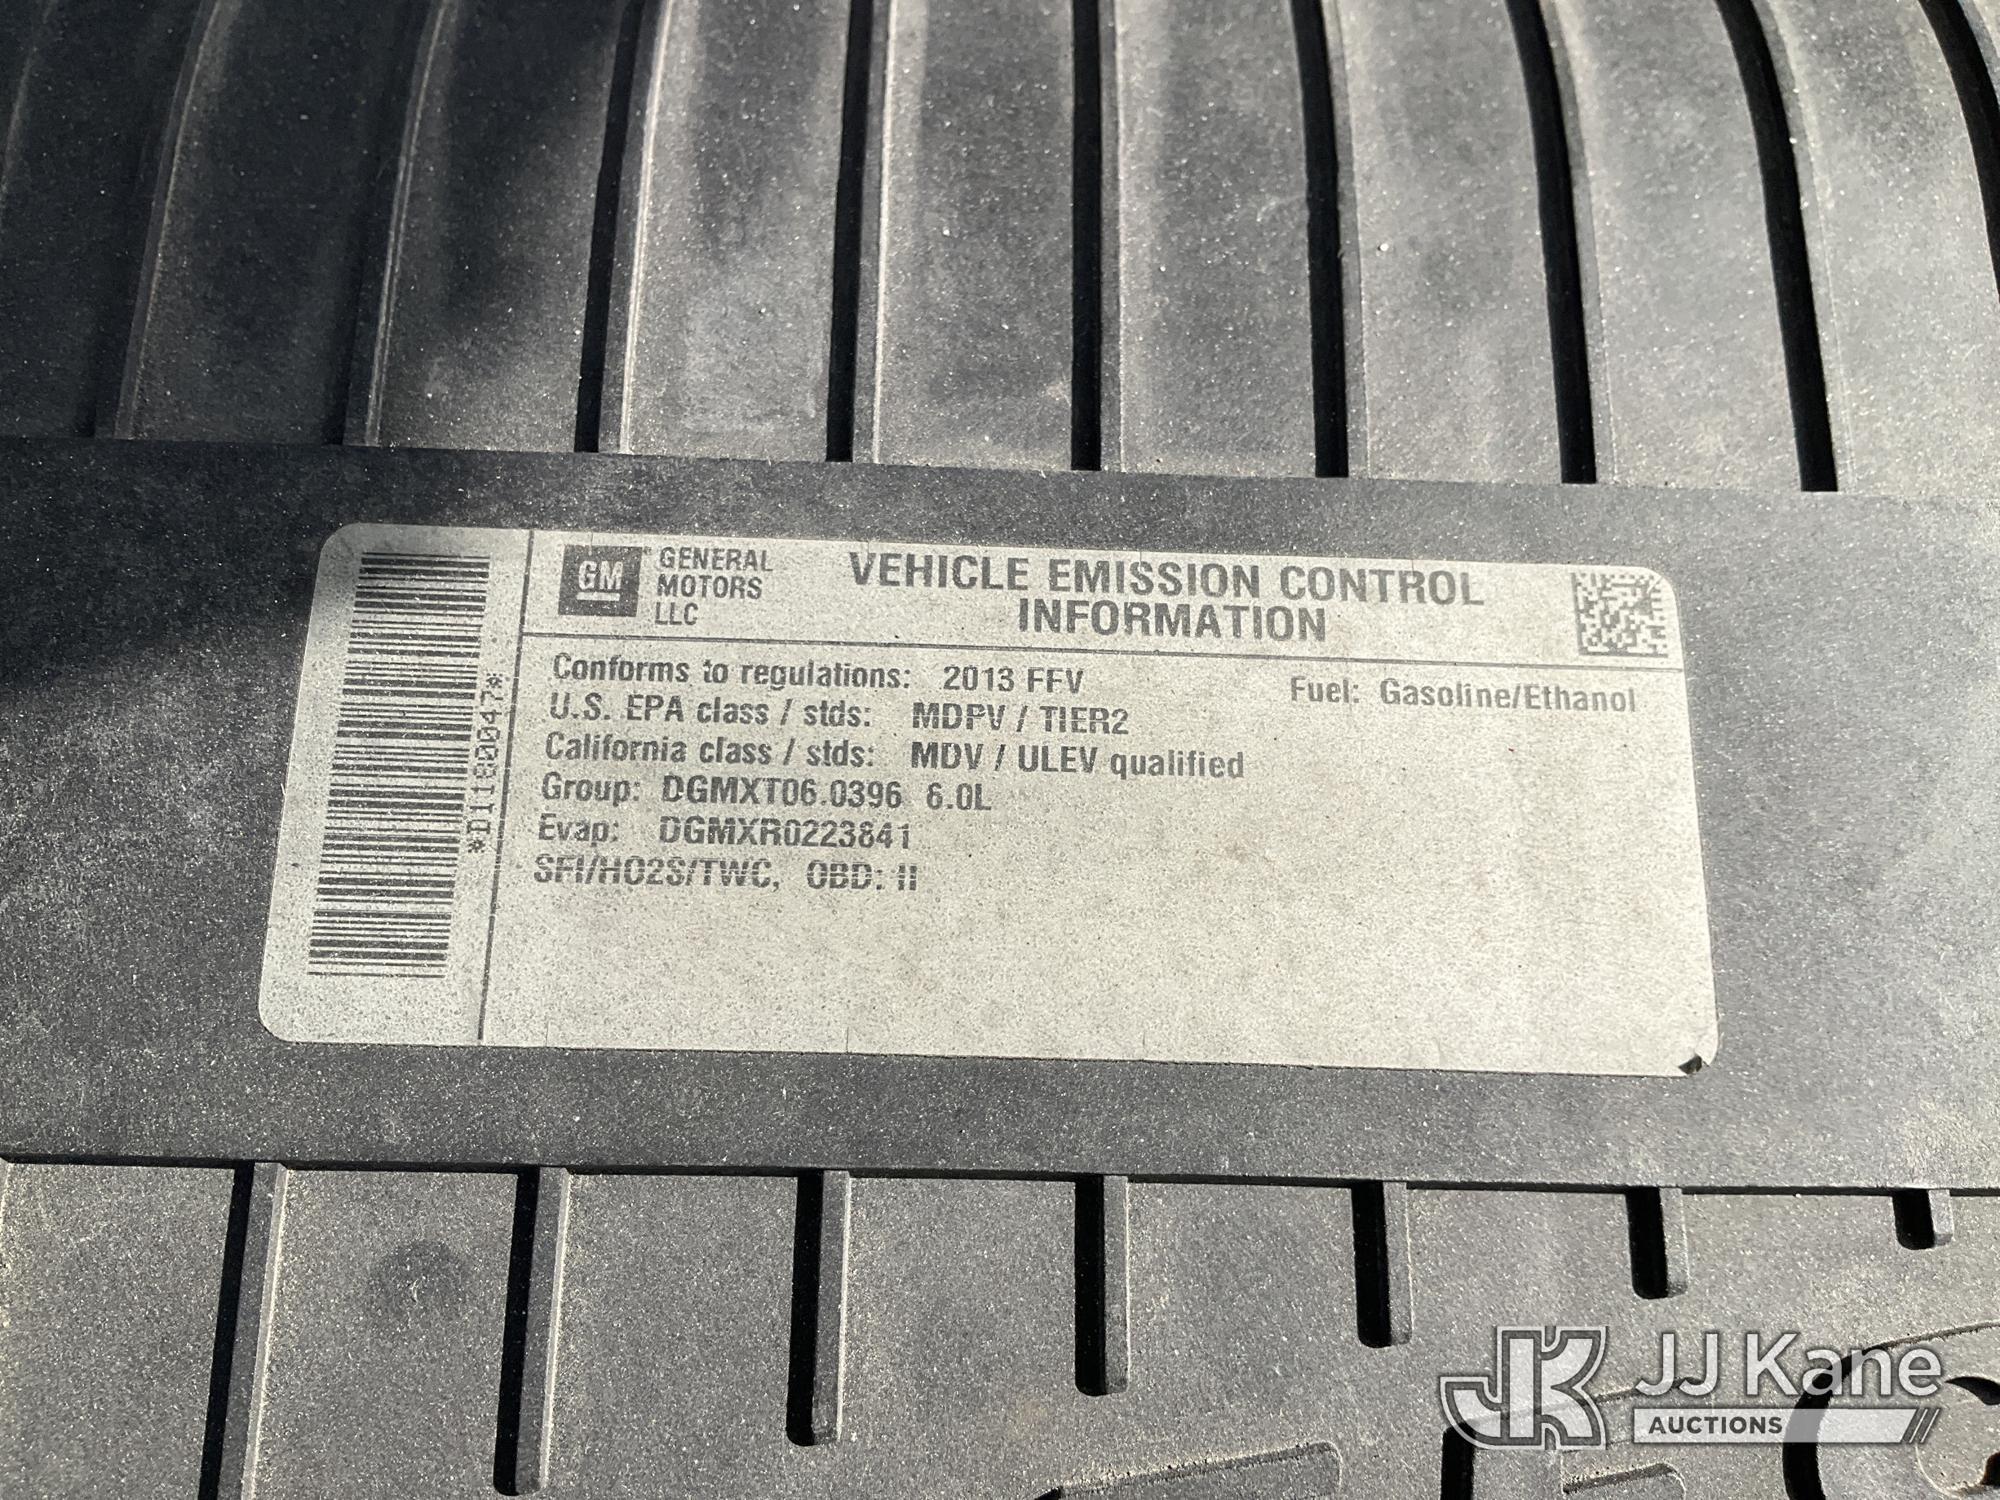 GM GENERAL MOTORS LLC
VEHICLE EMISSION CONTROL
INFORMATION
Conforms to regulations: 2013 FFV
Fuel: Gasoline/Ethanol
U.S. EPA class / stds: MDPV / TIER2
California class / stds: MDV / ULEV qualified
Group: DGMXT06.0396 6.0L
Evap: DGMXR0223841
SFI/HO2S/TWC, OBD: II
*D1180047*
JK JJ Kane
AUCTIONS